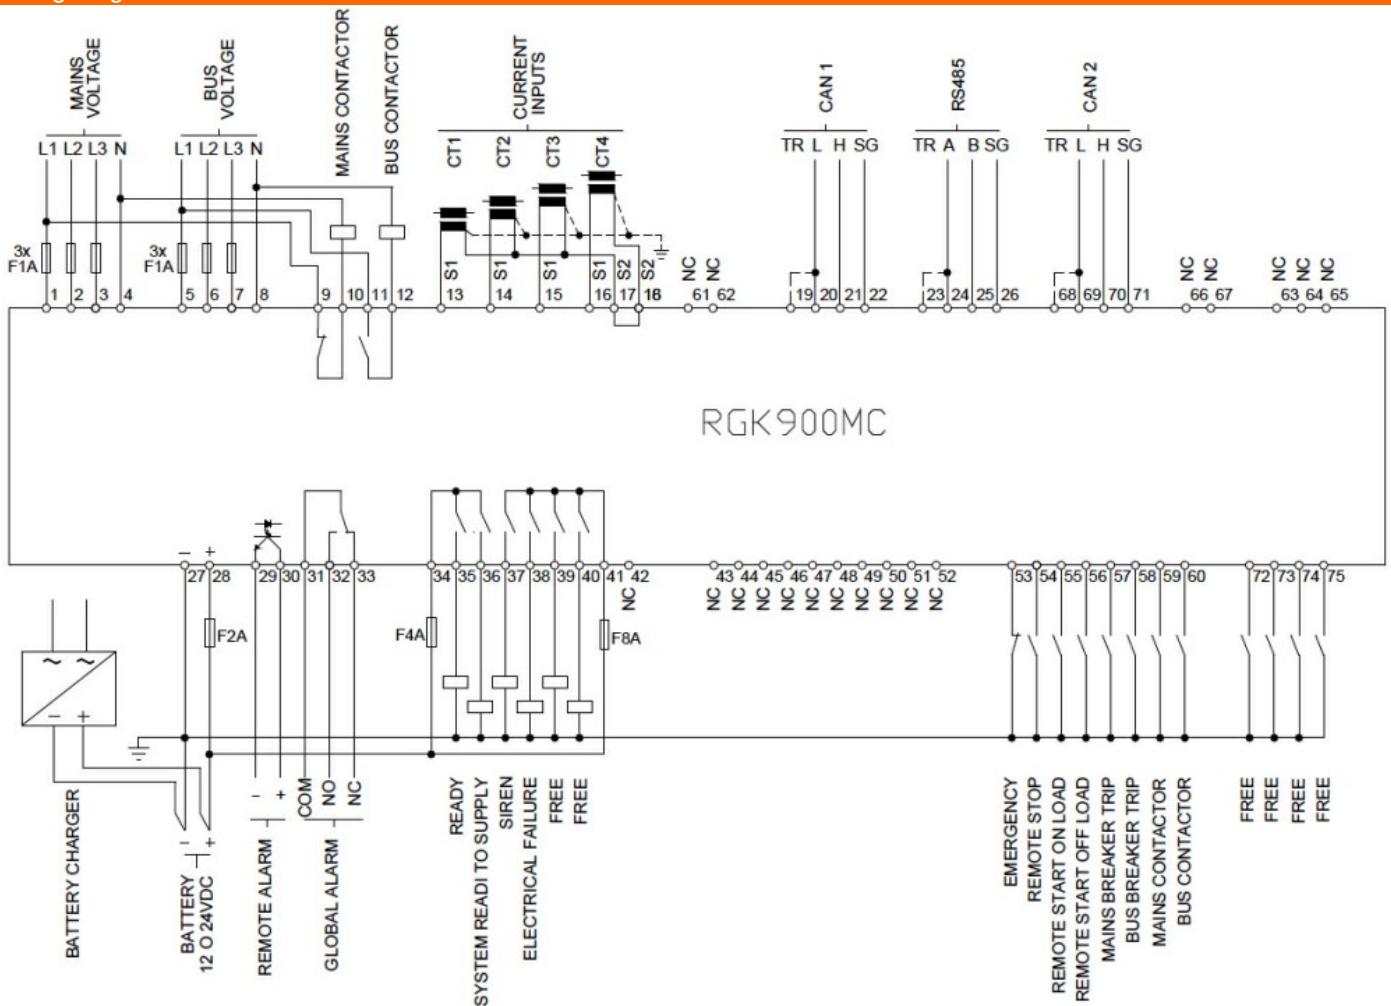 MAINS
VOLTAGE
BUS
VOLTAGE
MAINS CONTACTOR
BUS CONTACTOR
CURRENT
INPUTS
CAN 1
RS485
CAN 2
L1 L2 L3 N
L1 L2 L3 N
CT1 CT2 CT3 CT4
TR L H SG
TR A B SG
TR L H SG
3x
F1A
3x
F1A
S1 S1 S1 S1 S2 S2
NC NC
NC NC
NC NC NC
1 2 3 4 5 6 7 8 9 10 11 12 13 14 15 16 17 16 61 62 19 20 21 22 23 24 25 26 68 69 70 71 66 67 63 64 65
RGK900MC
− +
27 28 29 30 31 32 33 34 35 36 37 38 39 40 41 42 43 44 45 46 47 48 49 50 51 52 53 54 55 56 57 58 59 60 72 73 74 75
NC
NC NC NC NC NC NC NC NC NC NC
F2A
F4A
F8A
~ ~
− +
BATTERY CHARGER
− +
BATTERY
12 O 24VDC
− +
REMOTE ALARM
COM
NO
NC
GLOBAL ALARM
READY
SYSTEM READI TO SUPPLY
SIREN
ELECTRICAL FAILURE
FREE
FREE
EMERGENCY
REMOTE STOP
REMOTE START ON LOAD
REMOTE START OFF LOAD
MAINS BREAKER TRIP
BUS BREAKER TRIP
MAINS CONTACTOR
BUS CONTACTOR
FREE
FREE
FREE
FREE